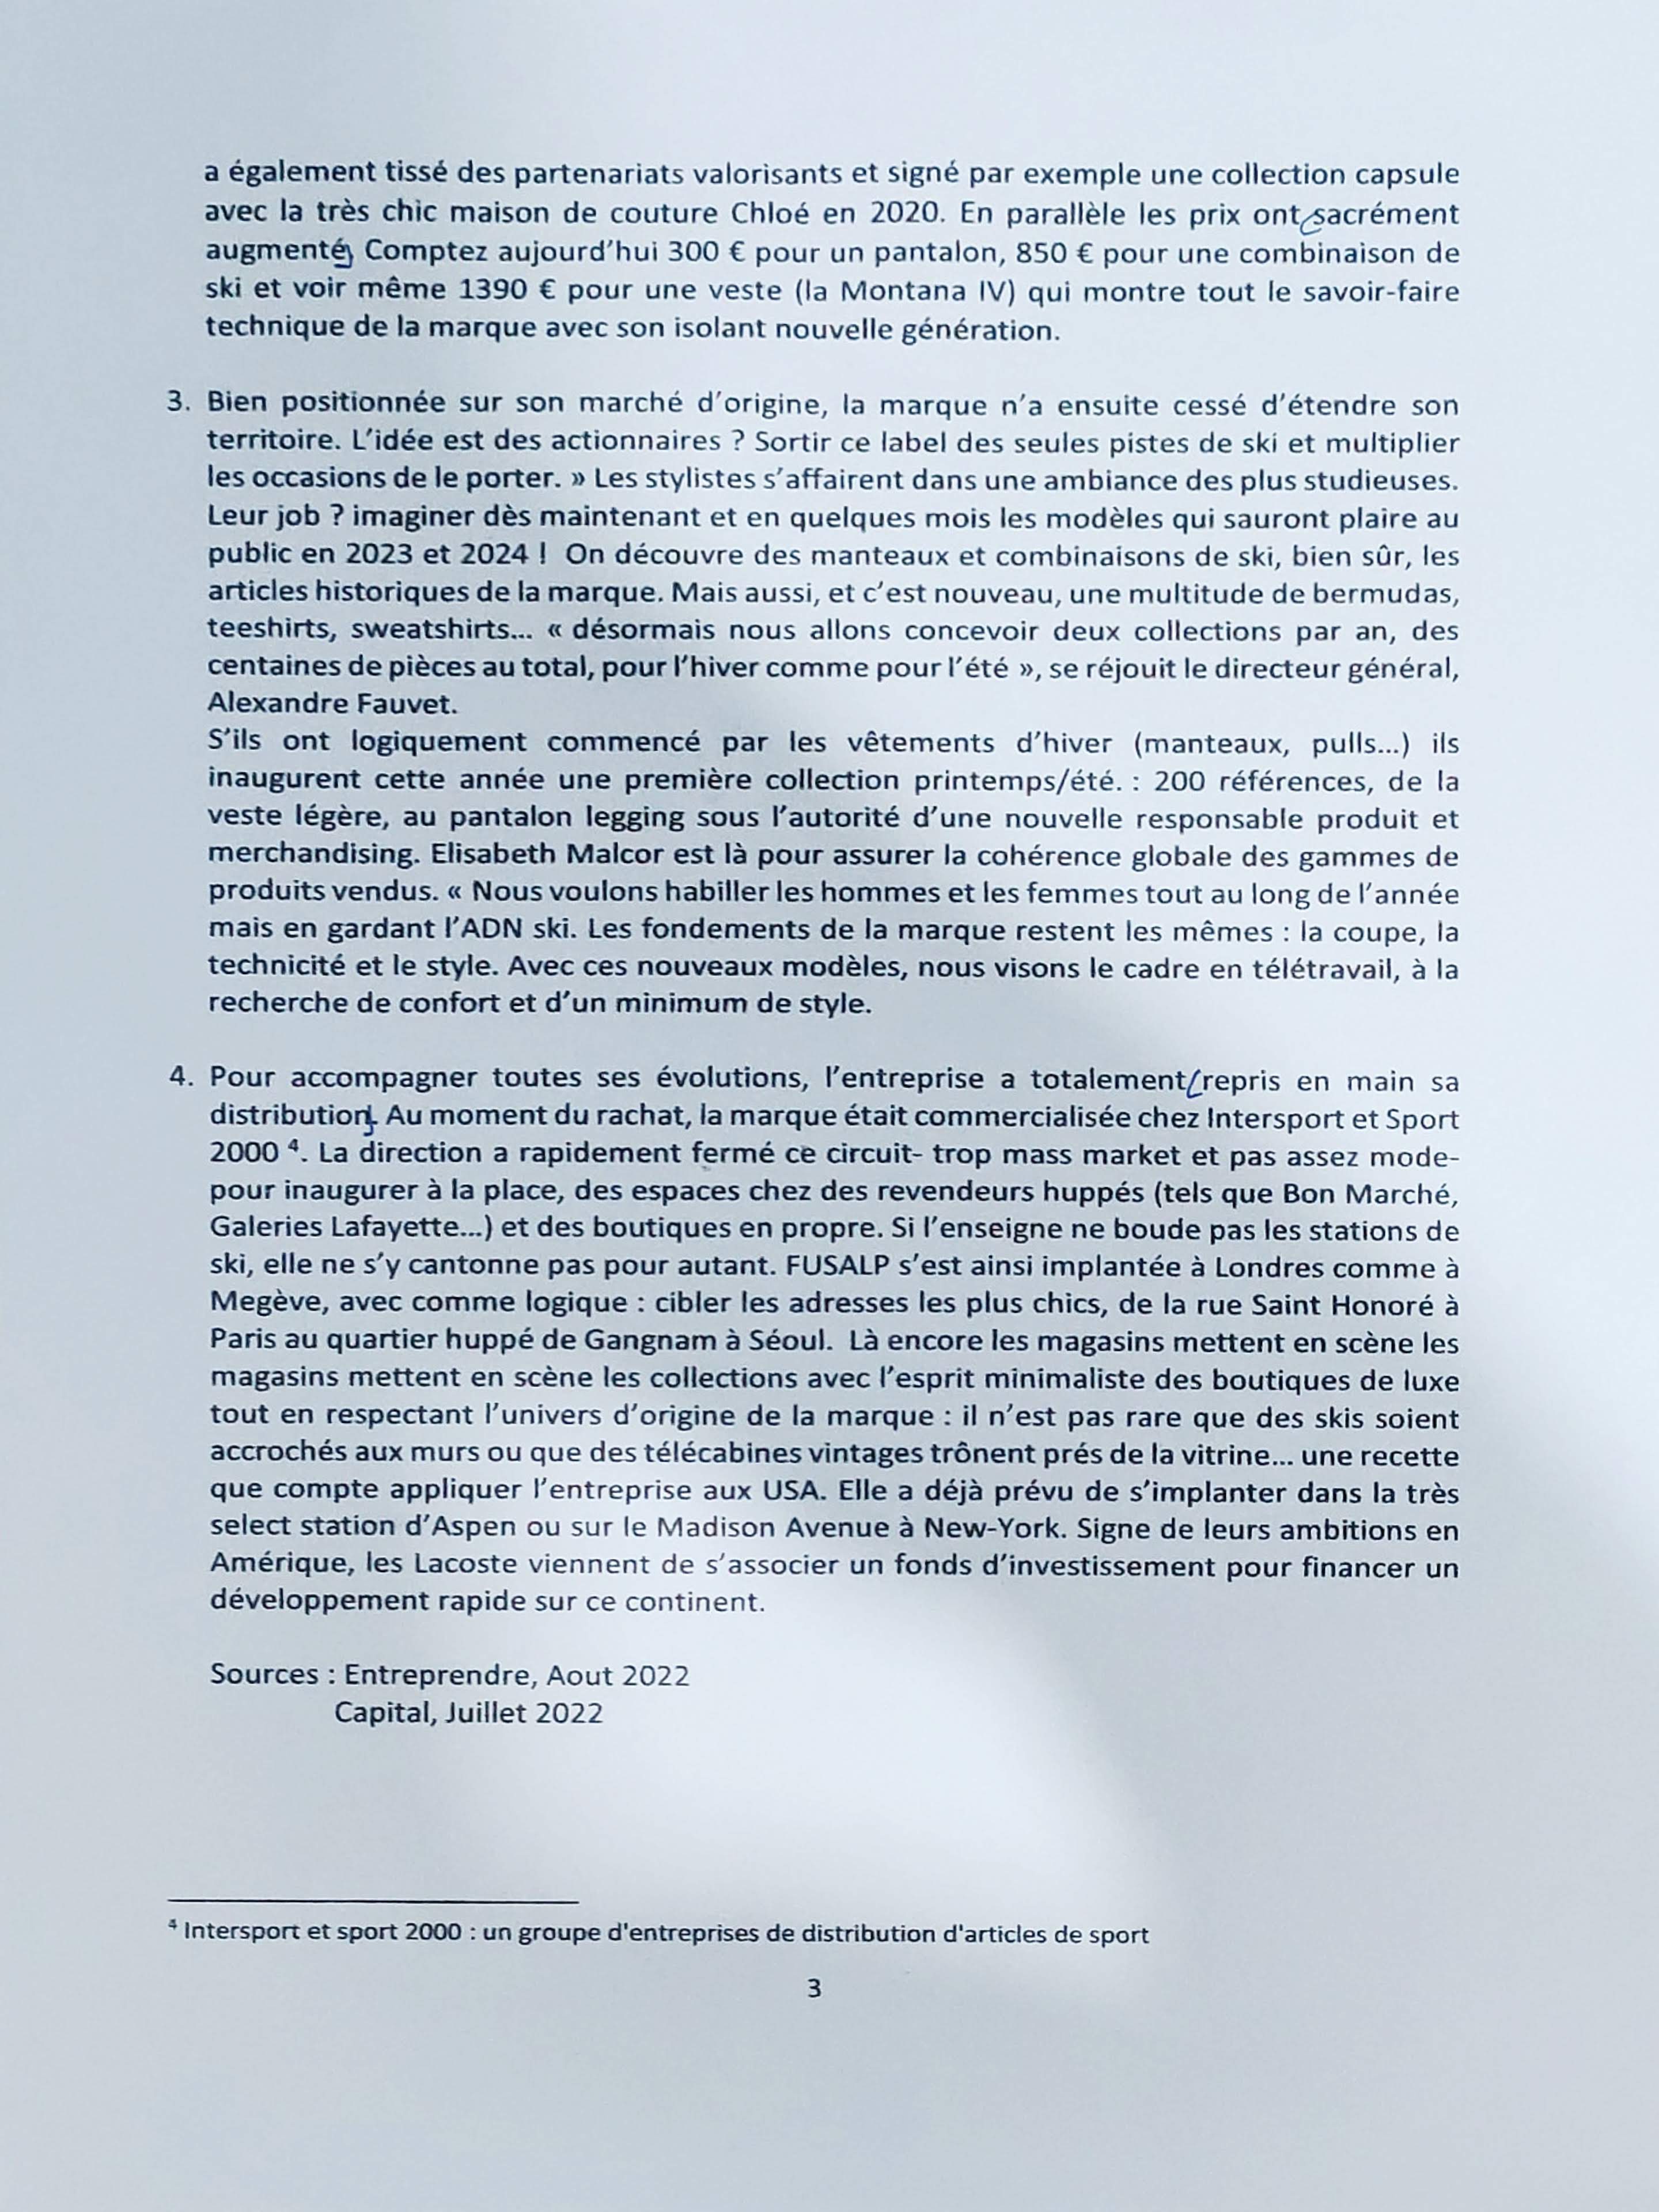 a également tissé des partenariats valorisants et signé par exemple une collection capsule
avec la très chic maison de couture Chloé en 2020. En parallèle les prix ont sacrément
augmenté. Comptez aujourd'hui 300 € pour un pantalon, 850 € pour une combinaison de
ski et voir même 1390 € pour une veste (la Montana IV) qui montre tout le savoir-faire
technique de la marque avec son isolant nouvelle génération.
3. Bien positionnée sur son marché d'origine, la marque n'a ensuite cessé d'étendre son
territoire. L'idée est des actionnaires ? Sortir ce label des seules pistes de ski et multiplier
les occasions de le porter. » Les stylistes s'affairent dans une ambiance des plus studieuses.
Leur job ? imaginer dès maintenant et en quelques mois les modèles qui sauront plaire au
public en 2023 et 2024 ! On découvre des manteaux et combinaisons de ski, bien sûr, les
articles historiques de la marque. Mais aussi, et c'est nouveau, une multitude de bermudas,
teeshirts, sweatshirts... « désormais nous allons concevoir deux collections par an, des
centaines de pièces au total, pour l'hiver comme pour l'été », se réjouit le directeur général,
Alexandre Fauvet.
S'ils ont logiquement commencé par les vêtements d'hiver (manteaux, pulls...) ils
inaugurent cette année une première collection printemps/été. : 200 références, de la
veste légère, au pantalon legging sous l'autorité d'une nouvelle responsable produit et
merchandising. Elisabeth Malcor est là pour assurer la cohérence globale des gammes de
produits vendus. « Nous voulons habiller les hommes et les femmes tout au long de l'année
mais en gardant l'ADN ski. Les fondements de la marque restent les mêmes : la coupe, la
technicité et le style. Avec ces nouveaux modèles, nous visons le cadre en télétravail, à la
recherche de confort et d'un minimum de style.
4. Pour accompagner toutes ses évolutions, l'entreprise a totalement repris en main sa
distribution. Au moment du rachat, la marque était commercialisée chez Intersport et Sport
2000 ⁴. La direction a rapidement fermé ce circuit- trop mass market et pas assez mode-
pour inaugurer à la place, des espaces chez des revendeurs huppés (tels que Bon Marché,
Galeries Lafayette...) et des boutiques en propre. Si l'enseigne ne boude pas les stations de
ski, elle ne s'y cantonne pas pour autant. FUSALP s'est ainsi implantée à Londres comme à
Megève, avec comme logique : cibler les adresses les plus chics, de la rue Saint Honoré à
Paris au quartier huppé de Gangnam à Séoul. Là encore les magasins mettent en scène les
magasins mettent en scène les collections avec l'esprit minimaliste des boutiques de luxe
tout en respectant l'univers d'origine de la marque : il n'est pas rare que des skis soient
accrochés aux murs ou que des télécabines vintages trônent prés de la vitrine... une recette
que compte appliquer l'entreprise aux USA. Elle a déjà prévu de s'implanter dans la très
select station d'Aspen ou sur le Madison Avenue à New-York. Signe de leurs ambitions en
Amérique, les Lacoste viennent de s'associer un fonds d'investissement pour financer un
développement rapide sur ce continent.
Sources : Entreprendre, Aout 2022
Capital, Juillet 2022
⁴ Intersport et sport 2000 : un groupe d'entreprises de distribution d'articles de sport
3